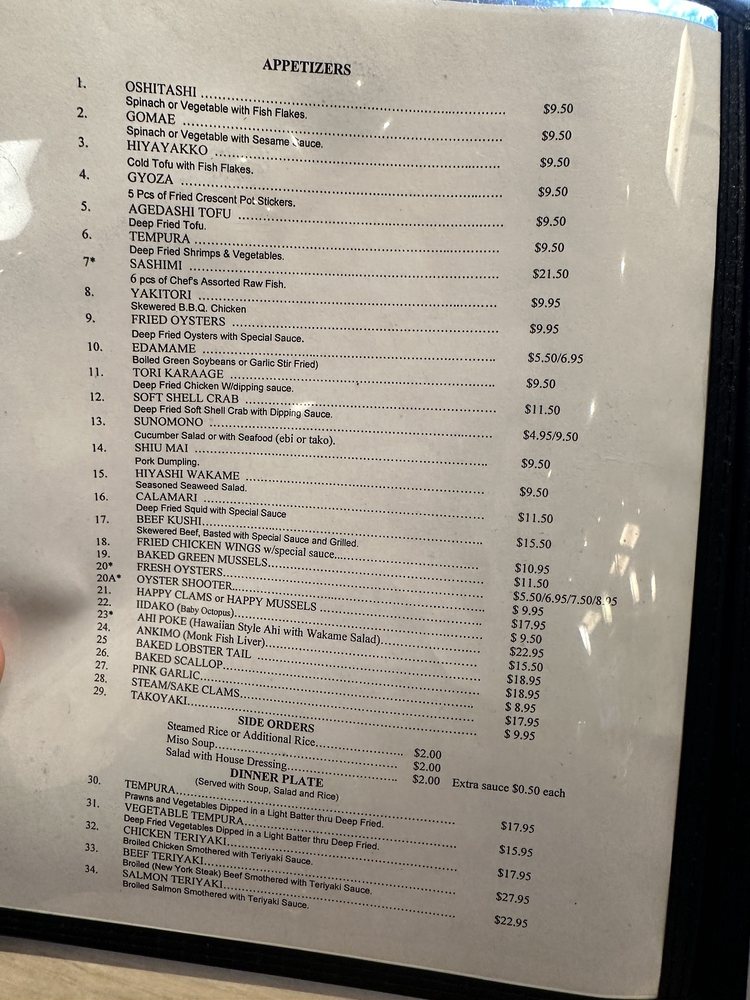 APPETIZERS
1. OSHITASHI ........ $9.50
Spinach or Vegetable with Fish Flakes.
2. GOMAE ........ $9.50
Spinach or Vegetable with Sesame Sauce.
3. HIYAYAKKO ........ $9.50
Cold Tofu with Fish Flakes.
4. GYOZA ........ $9.50
5 Pcs of Fried Crescent Pot Stickers.
5. AGEDASHI TOFU ........ $9.50
Deep Fried Tofu.
6. TEMPURA ........ $9.50
Deep Fried Shrimps & Vegetables.
7* SASHIMI ........ $21.50
6 pcs of Chef's Assorted Raw Fish.
8. YAKITORI ........ $9.95
Skewered B.B.Q. Chicken
9. FRIED OYSTERS ........ $9.95
Deep Fried Oysters with Special Sauce.
10. EDAMAME ........ $5.50/6.95
Boiled Green Soybeans or Garlic Stir Fried)
11. TORI KARAAGE ........ $9.50
Deep Fried Chicken W/dipping sauce.
12. SOFT SHELL CRAB ........ $11.50
Deep Fried Soft Shell Crab with Dipping Sauce.
13. SUNOMONO ........ $4.95/9.50
Cucumber Salad or with Seafood (ebi or tako).
14. SHIU MAI ........ $9.50
Pork Dumpling.
15. HIYASHI WAKAME ........ $9.50
Seasoned Seaweed Salad.
16. CALAMARI ........ $11.50
Deep Fried Squid with Special Sauce
17. BEEF KUSHI........ $15.50
Skewered Beef, Basted with Special Sauce and Grilled.
18. FRIED CHICKEN WINGS w/special sauce........ $10.95
19. BAKED GREEN MUSSELS........ $11.50
20* FRESH OYSTERS........ $5.50/6.95/7.50/8.95
20A* OYSTER SHOOTER........ $ 9.95
21. HAPPY CLAMS or HAPPY MUSSELS ........ $17.95
22. IIDAKO (Baby Octopus)........ $ 9.50
23* AHI POKE (Hawaiian Style Ahi with Wakame Salad)........ $22.95
24. ANKIMO (Monk Fish Liver)........ $15.50
25 BAKED LOBSTER TAIL ........ $18.95
26. BAKED SCALLOP........ $18.95
27. PINK GARLIC........ $ 8.95
28. STEAM/SAKE CLAMS........ $17.95
29. TAKOYAKI........ $ 9.95
SIDE ORDERS
Steamed Rice or Additional Rice........ $2.00
Miso Soup........ $2.00
Salad with House Dressing........ $2.00 Extra sauce $0.50 each
DINNER PLATE
(Served with Soup, Salad and Rice)
30. TEMPURA........ $17.95
Prawns and Vegetables Dipped in a Light Batter thru Deep Fried.
31. VEGETABLE TEMPURA........ $15.95
Deep Fried Vegetables Dipped in a Light Batter thru Deep Fried.
32. CHICKEN TERIYAKI........ $17.95
Broiled Chicken Smothered with Teriyaki Sauce.
33. BEEF TERIYAKI........ $27.95
Broiled (New York Steak) Beef Smothered with Teriyaki Sauce.
34. SALMON TERIYAKI........ $22.95
Broiled Salmon Smothered with Teriyaki Sauce.